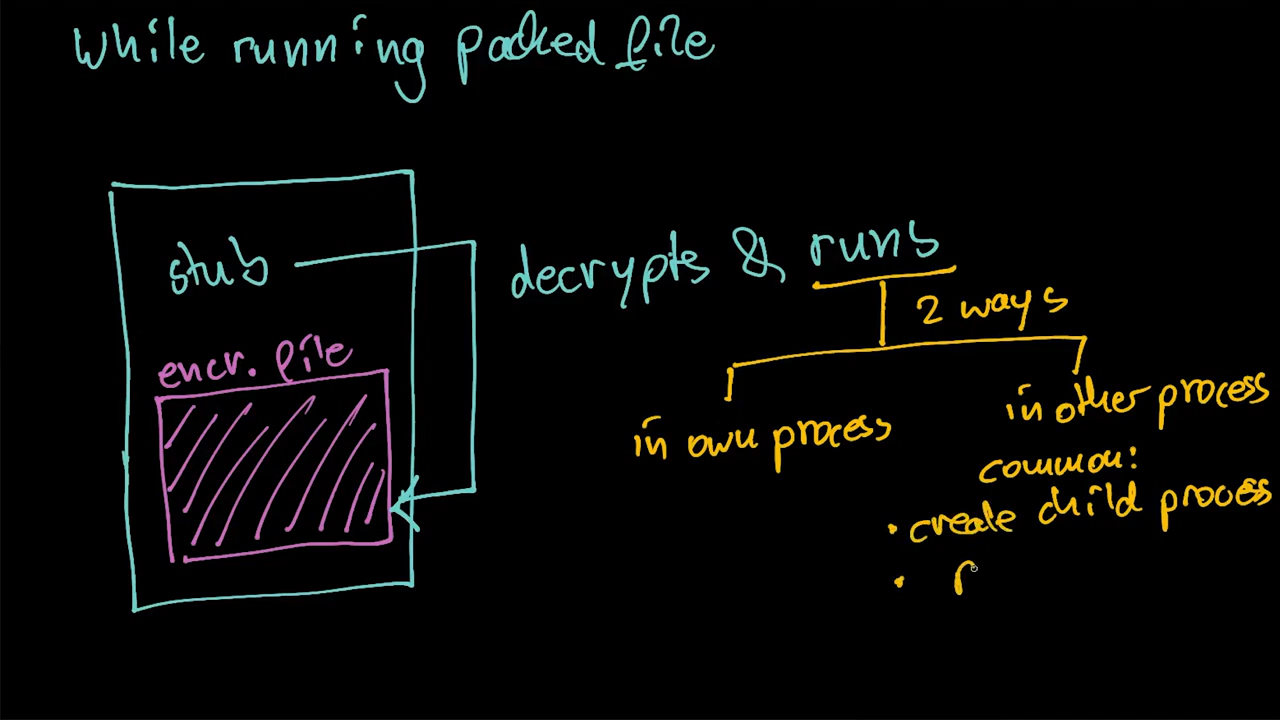 while running packed file
stub
decrypts & runs
encr. file
2 ways
in own process
in other process
common:
• create child process
• r